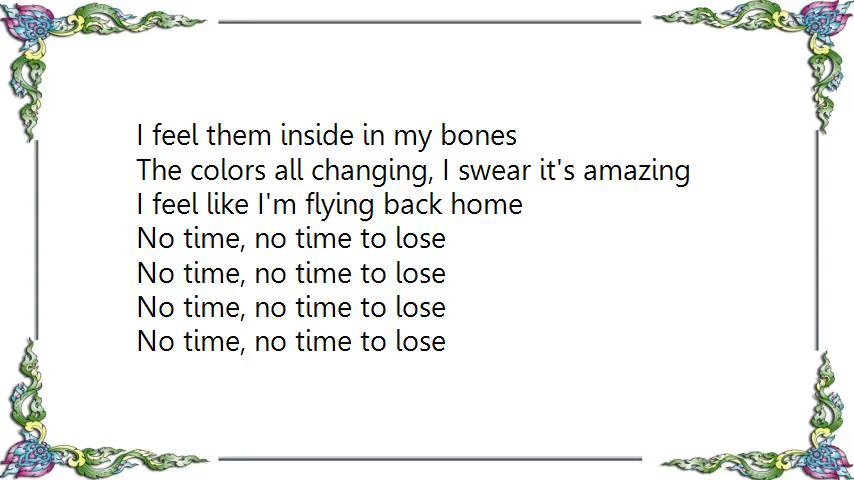 I feel them inside in my bones
The colors all changing, I swear it's amazing
I feel like I'm flying back home
No time, no time to lose
No time, no time to lose
No time, no time to lose
No time, no time to lose